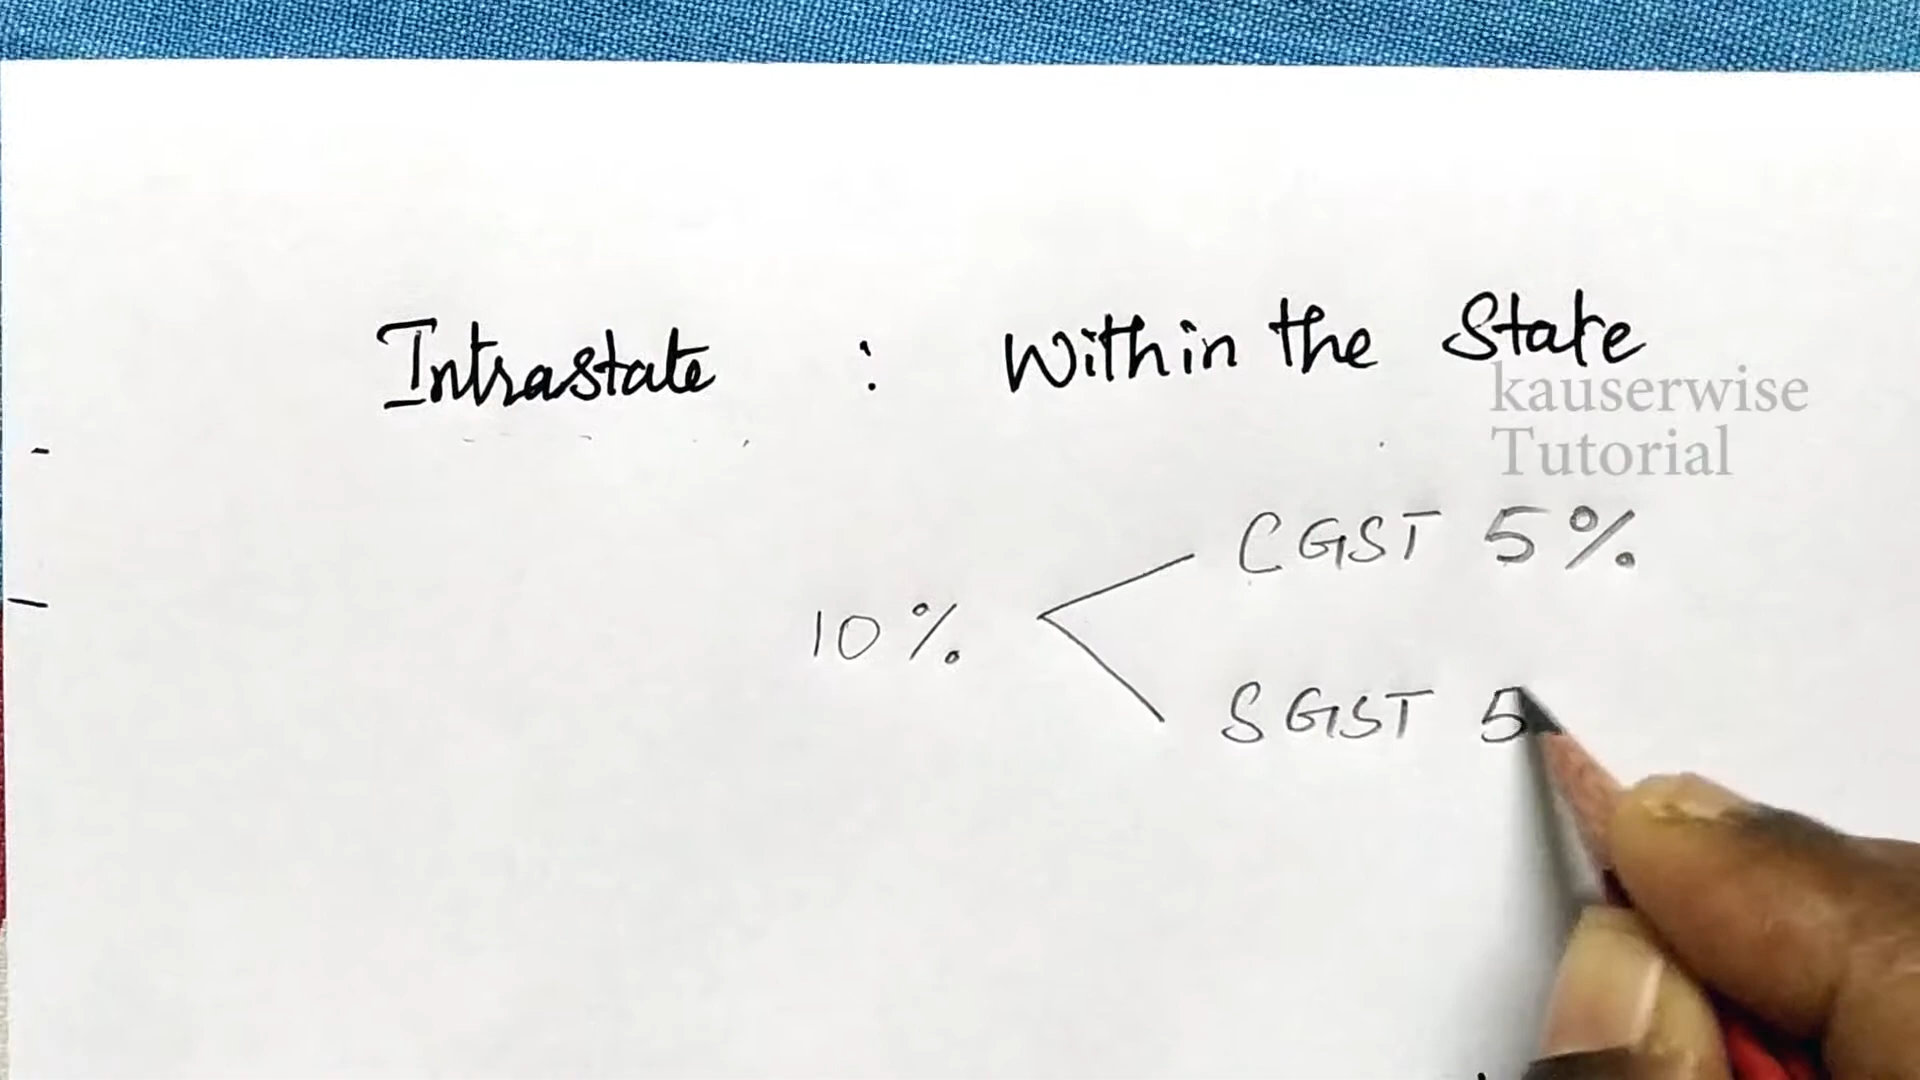 Intrastate : Within the State
kauserwise
Tutorial
CGST 5%
10%
SGST 5